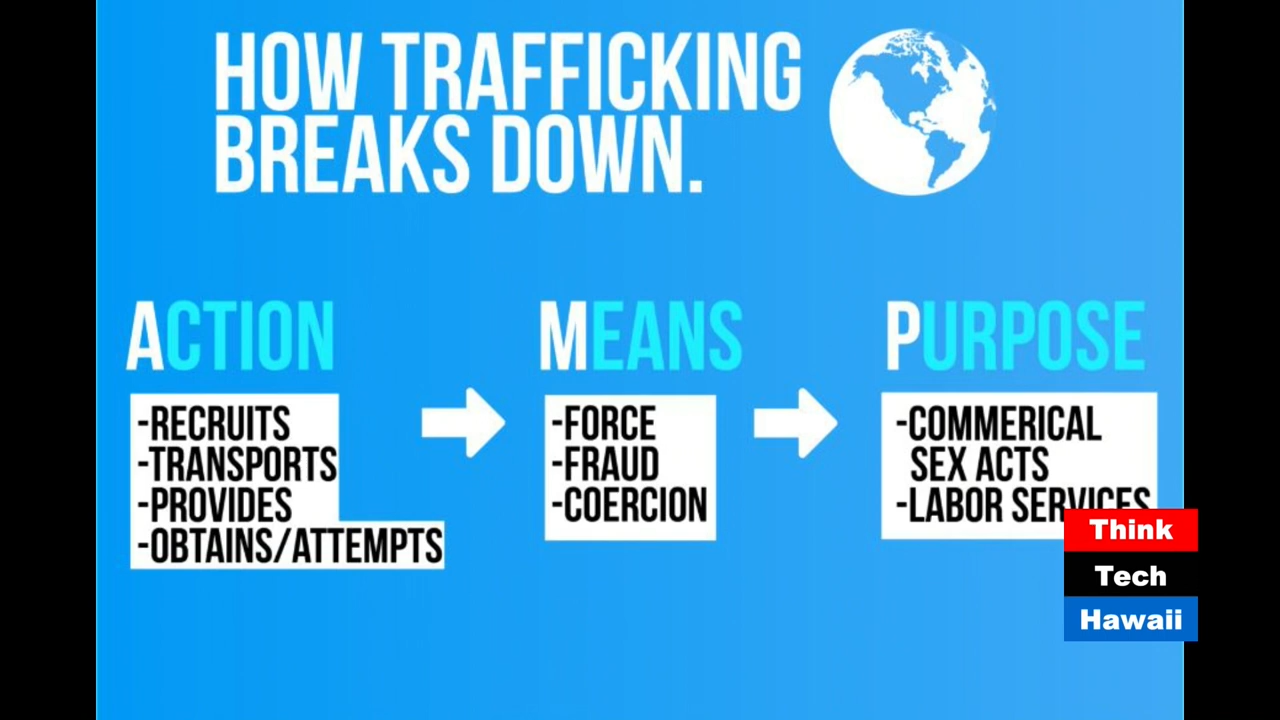 HOW TRAFFICKING
BREAKS DOWN.
ACTION
-RECRUITS
-TRANSPORTS
-PROVIDES
-OBTAINS/ATTEMPTS
MEANS
-FORCE
-FRAUD
-COERCION
PURPOSE
-COMMERICAL
SEX ACTS
-LABOR SERVICES
Think
Tech
Hawaii